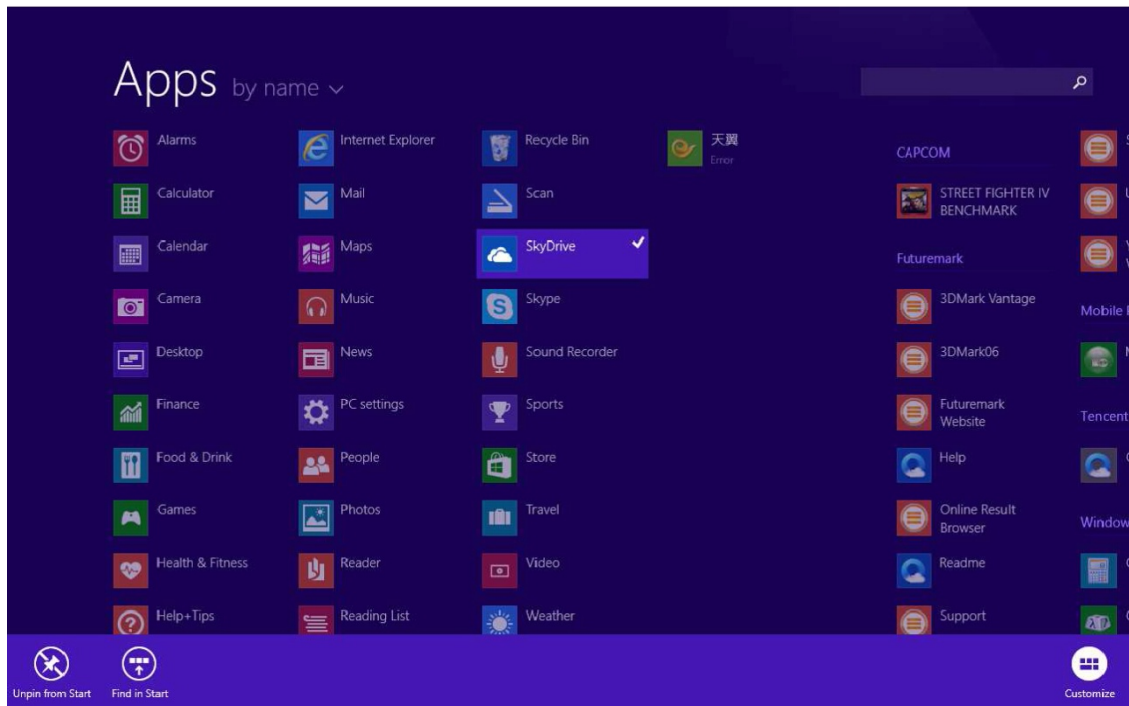 Apps by name
Alarms
Calculator
Calendar
Camera
Desktop
Finance
Food & Drink
Games
Health & Fitness
Help+Tips
Internet Explorer
Mail
Maps
Music
News
PC settings
People
Photos
Reader
Reading List
Recycle Bin
Scan
SkyDrive
Skype
Sound Recorder
Sports
Store
Travel
Video
Weather
天翼
Error
CAPCOM
STREET FIGHTER IV
BENCHMARK
Futuremark
3DMark Vantage
3DMark06
Futuremark
Website
Help
Online Result
Browser
Readme
Support
Mobile
Tencent
Window
Unpin from Start
Find in Start
Customize